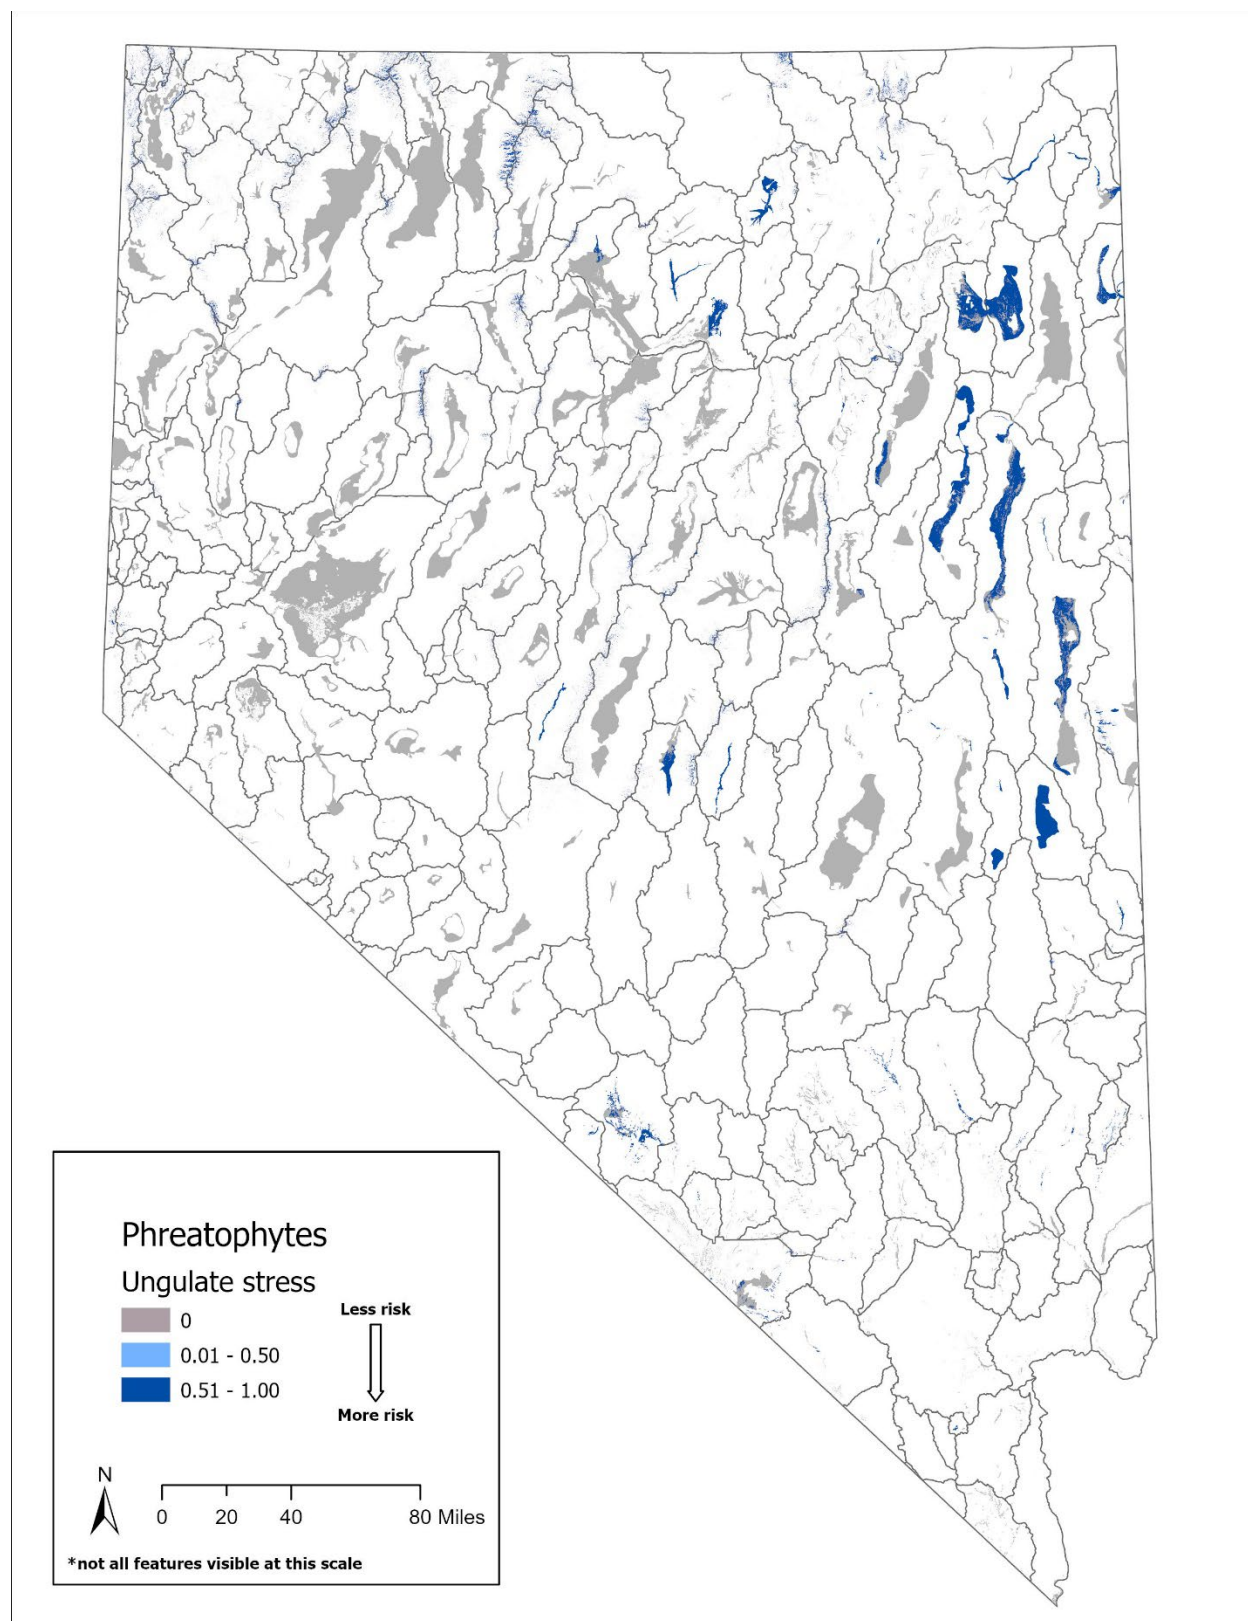 Phreatophytes
Ungulate stress
0
0.01 - 0.50
0.51 - 1.00
Less risk
More risk
N
0 20 40 80 Miles
*not all features visible at this scale